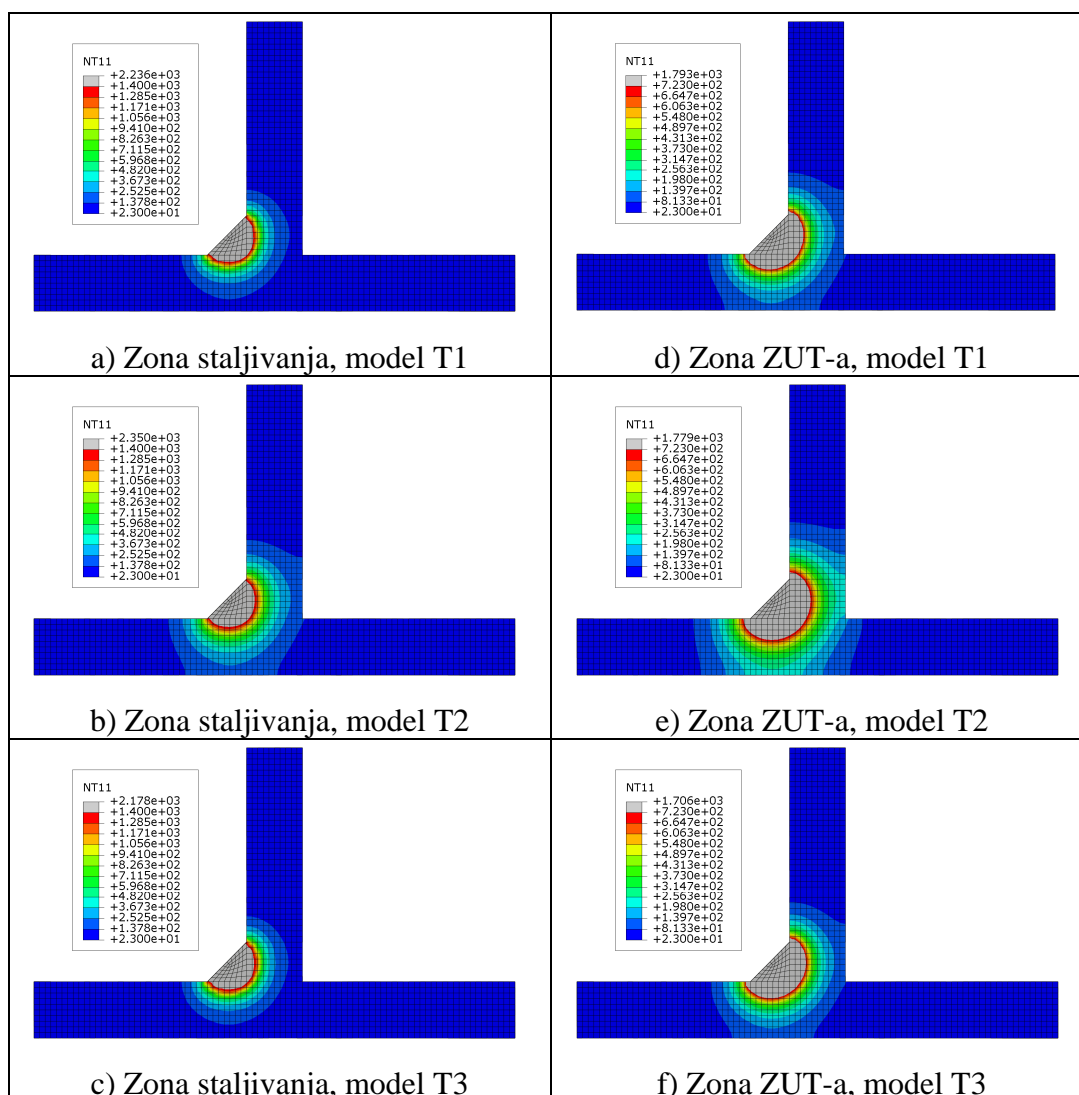 NT11
+2.236e+03
+1.400e+03
+1.285e+03
+1.171e+03
+1.056e+03
+9.410e+02
+8.263e+02
+7.115e+02
+5.968e+02
+4.820e+02
+3.673e+02
+2.525e+02
+1.378e+02
+2.300e+01
a) Zona staljivanja, model T1
NT11
+1.793e+03
+7.230e+02
+6.647e+02
+6.063e+02
+5.480e+02
+4.897e+02
+4.313e+02
+3.730e+02
+3.147e+02
+2.563e+02
+1.980e+02
+1.397e+02
+8.133e+01
+2.300e+01
d) Zona ZUT-a, model T1
NT11
+2.350e+03
+1.400e+03
+1.285e+03
+1.171e+03
+1.056e+03
+9.410e+02
+8.263e+02
+7.115e+02
+5.968e+02
+4.820e+02
+3.673e+02
+2.525e+02
+1.378e+02
+2.300e+01
b) Zona staljivanja, model T2
NT11
+1.779e+03
+7.230e+02
+6.647e+02
+6.063e+02
+5.480e+02
+4.897e+02
+4.313e+02
+3.730e+02
+3.147e+02
+2.563e+02
+1.980e+02
+1.397e+02
+8.133e+01
+2.300e+01
e) Zona ZUT-a, model T2
NT11
+2.178e+03
+1.400e+03
+1.285e+03
+1.171e+03
+1.056e+03
+9.410e+02
+8.263e+02
+7.115e+02
+5.968e+02
+4.820e+02
+3.673e+02
+2.525e+02
+1.378e+02
+2.300e+01
c) Zona staljivanja, model T3
NT11
+1.706e+03
+7.230e+02
+6.647e+02
+6.063e+02
+5.480e+02
+4.897e+02
+4.313e+02
+3.730e+02
+3.147e+02
+2.563e+02
+1.980e+02
+1.397e+02
+8.133e+01
+2.300e+01
f) Zona ZUT-a, model T3